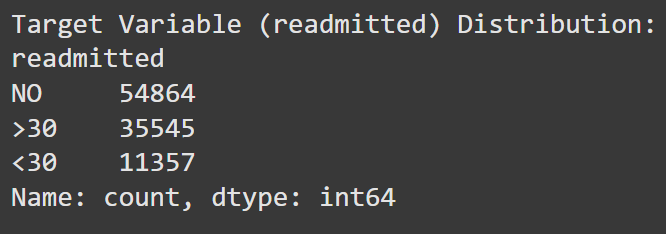 Target Variable (readmitted) Distribution:
readmitted
NO     54864
>30    35545
<30    11357
Name: count, dtype: int64